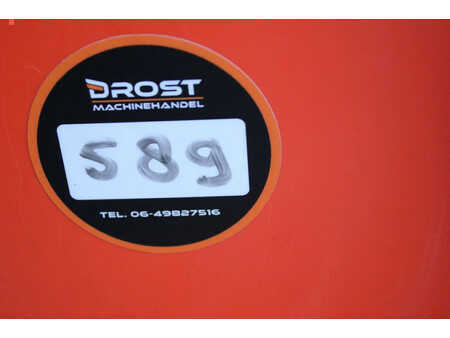 DROST
MACHINEHANDEL
589
TEL. 06-49827516